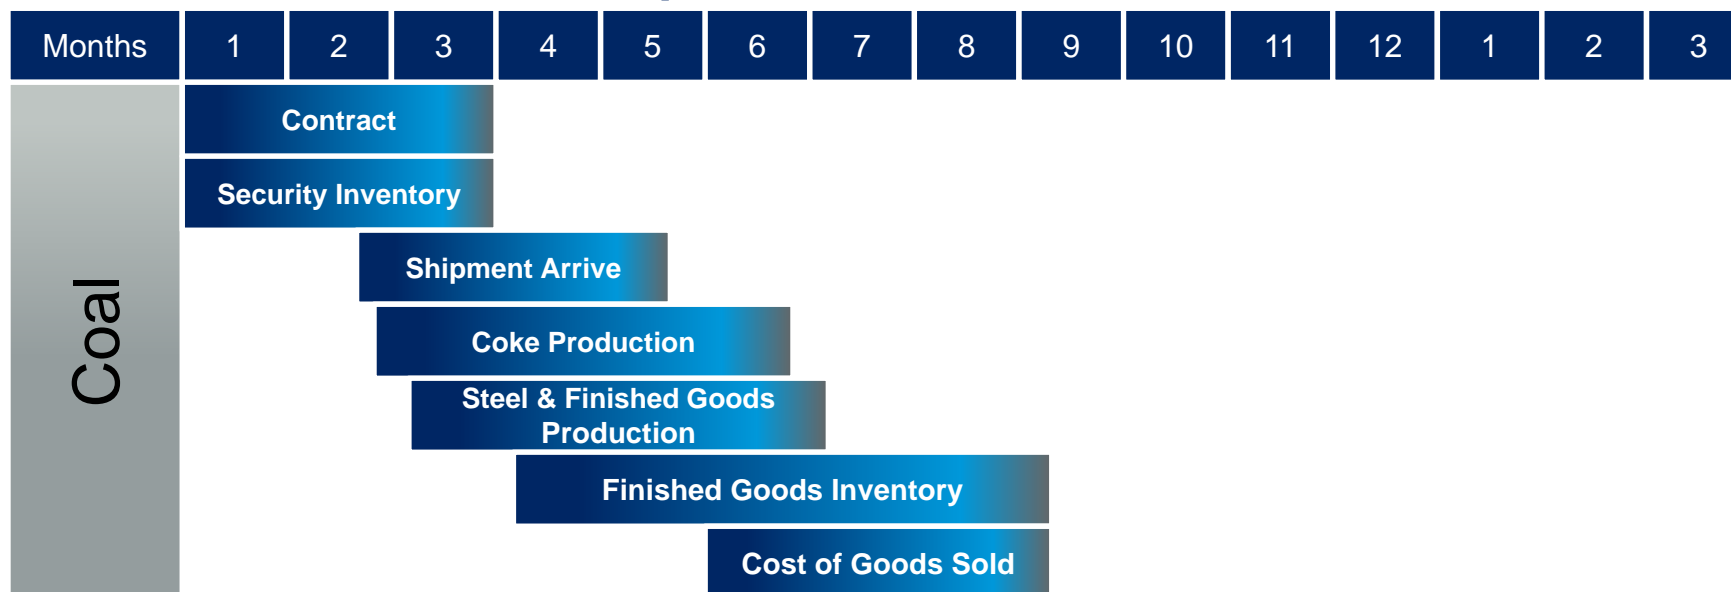 Months 1 2 3 4 5 6 7 8 9 10 11 12 1 2 3
Coal
Contract
Security Inventory
Shipment Arrive
Coke Production
Steel & Finished Goods
Production
Finished Goods Inventory
Cost of Goods Sold